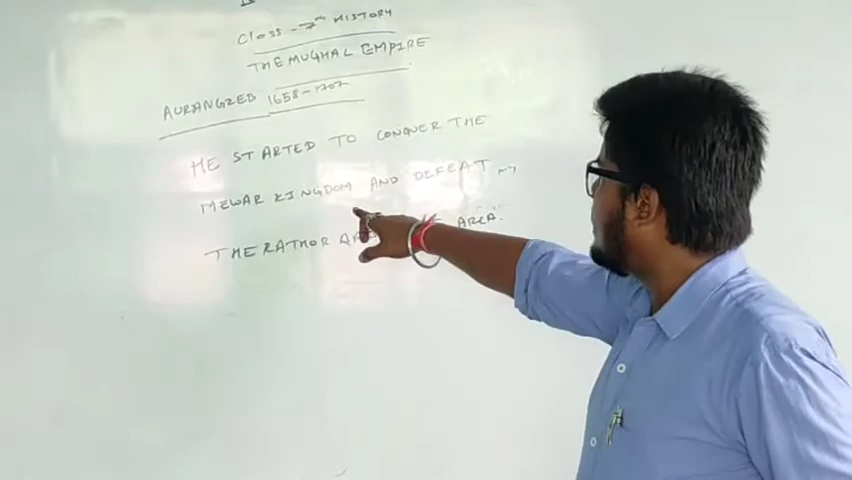 Class - 7th HISTORY
THE MUGHAL EMPIRE
AURANGZEB 1658-1707
HE STARTED TO CONQUER THE
MEWAR KINGDOM AND DEFEAT
THE RATHOR AREA.